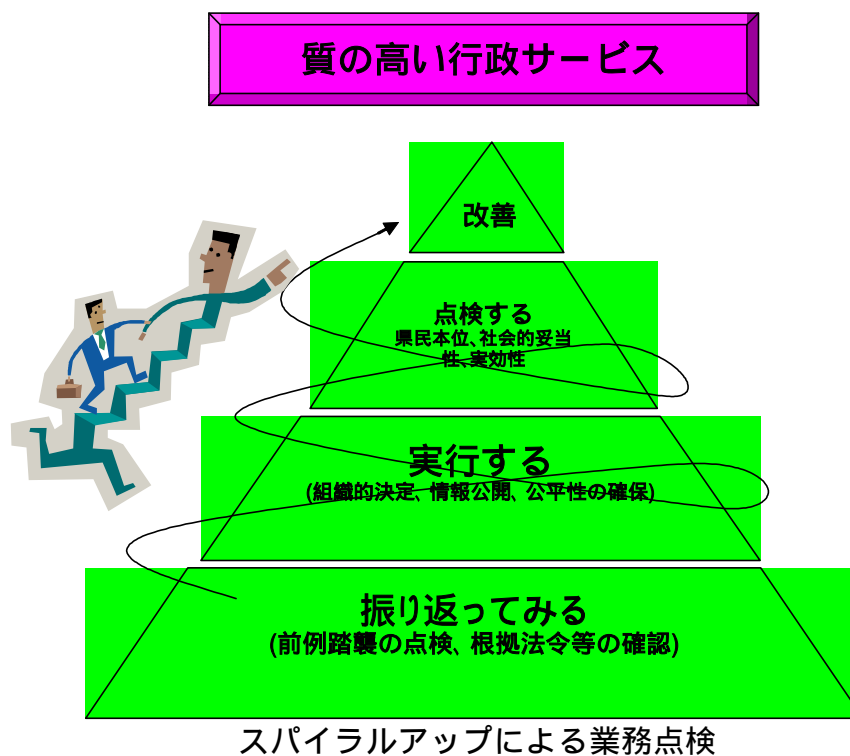 質の高い行政サービス
改善
点検する
県民本位、社会的妥当
性、実効性
実行する
(組織的決定、情報公開、公平性の確保)
振り返ってみる
(前例踏襲の点検、根拠法令等の確認)
スパイラルアップによる業務点検